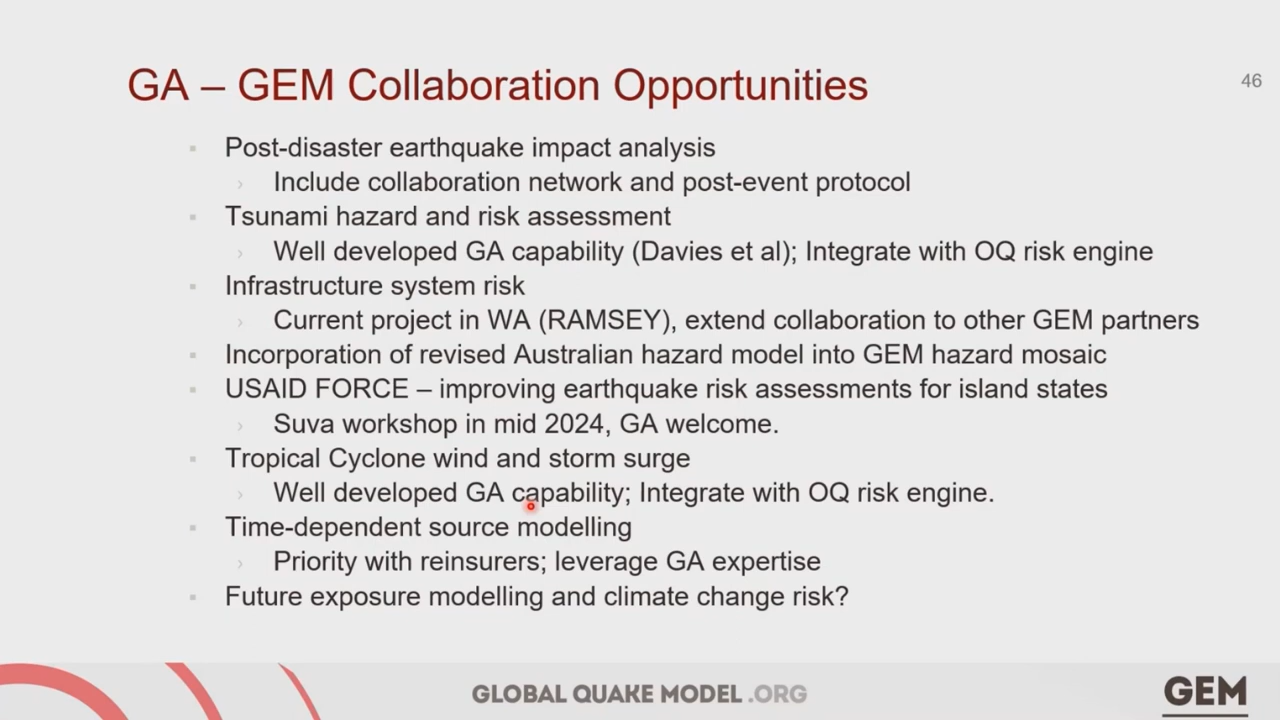 GA – GEM Collaboration Opportunities
46
Post-disaster earthquake impact analysis
Include collaboration network and post-event protocol
Tsunami hazard and risk assessment
Well developed GA capability (Davies et al); Integrate with OQ risk engine
Infrastructure system risk
Current project in WA (RAMSEY), extend collaboration to other GEM partners
Incorporation of revised Australian hazard model into GEM hazard mosaic
USAID FORCE – improving earthquake risk assessments for island states
Suva workshop in mid 2024, GA welcome.
Tropical Cyclone wind and storm surge
Well developed GA capability; Integrate with OQ risk engine.
Time-dependent source modelling
Priority with reinsurers; leverage GA expertise
Future exposure modelling and climate change risk?
GLOBAL QUAKE MODEL .ORG
GEM